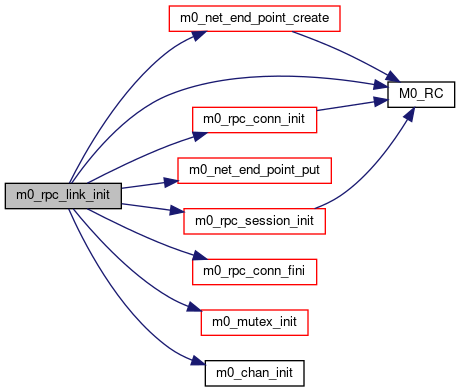 m0_net_end_point_create
M0_RC
m0_rpc_conn_init
m0_net_end_point_put
m0_rpc_link_init
m0_rpc_session_init
m0_rpc_conn_fini
m0_mutex_init
m0_chan_init